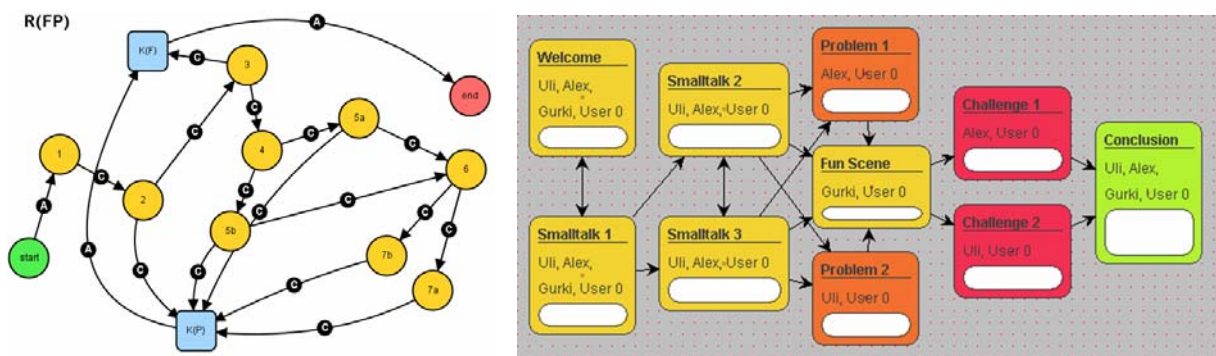 R(FP)
K(F)
A
C
3
end
C
4
C
5a
C
1
C
C
2
C
C
6
A
5b
C
C
C
C
start
A
C
C
7b
C
7a
K(P)
C
Welcome
Uli, Alex,
Gurki, User 0
Smalltalk 1
Uli, Alex,
Gurki, User 0
Smalltalk 2
Uli, Alex, User 0
Smalltalk 3
Uli, Alex, User 0
Problem 1
Alex, User 0
Fun Scene
Gurki, User 0
Problem 2
Uli, User 0
Challenge 1
Alex, User 0
Challenge 2
Uli, User 0
Conclusion
Uli, Alex,
Gurki, User 0